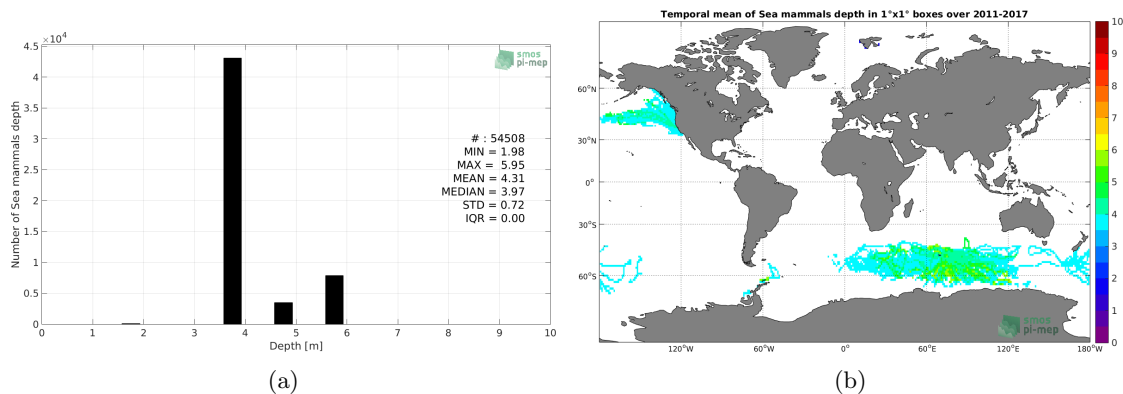 ×10⁴
4.5
4
3.5
3
2.5
2
1.5
1
0.5
0
Number of Sea mammals depth
smos
pi-mep
# : 54508
MIN = 1.98
MAX = 5.95
MEAN = 4.31
MEDIAN = 3.97
STD = 0.72
IQR = 0.00
0 1 2 3 4 5 6 7 8 9 10
Depth [m]
(a)
Temporal mean of Sea mammals depth in 1°x1° boxes over 2011-2017
60°N
30°N
0°
30°S
60°S
120°W 60°W 0° 60°E 120°E 180°W
smos
pi-mep
10
9
8
7
6
5
4
3
2
1
0
(b)